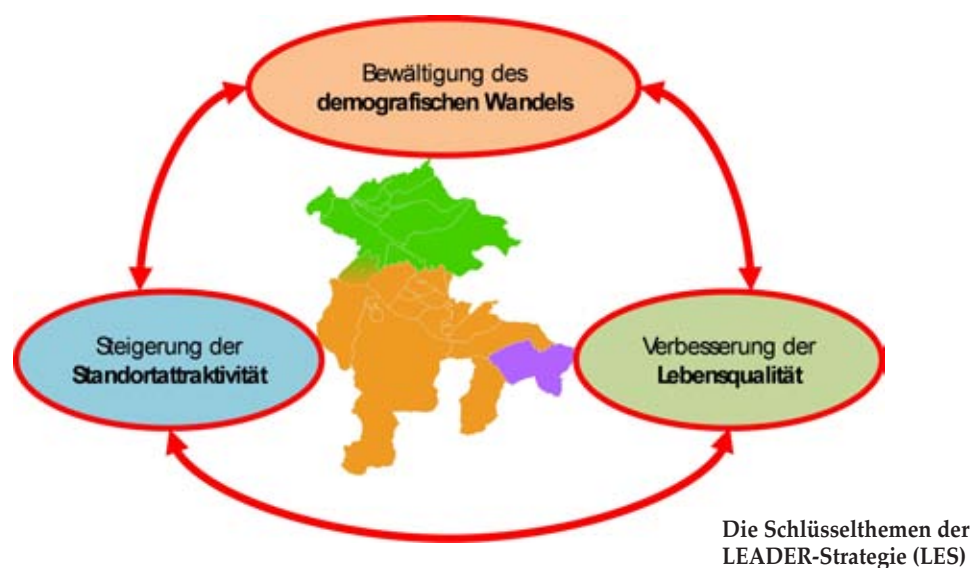 Bewältigung des
demografischen Wandels
Steigerung der
Standortattraktivität
Verbesserung der
Lebensqualität
Die Schlüsselthemen der
LEADER-Strategie (LES)